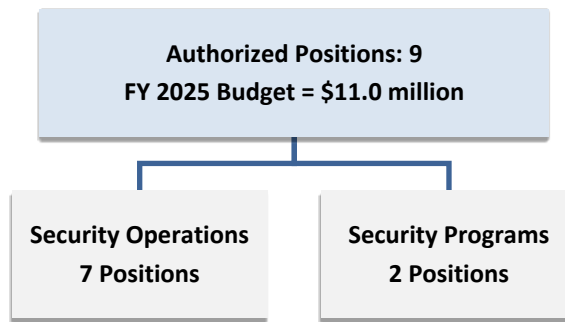 Authorized Positions: 9
FY 2025 Budget = $11.0 million
Security Operations
7 Positions
Security Programs
2 Positions